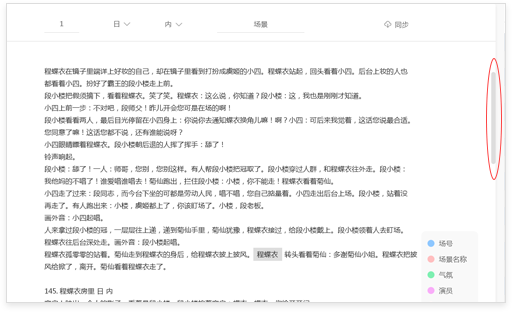 1 日 内 场景 同步
程蝶衣在镜子里端详上好妆的自己，却在镜子里看到打扮成虞姬的小四。程蝶衣站起，回头看着小四。后台上妆的人也
都看着小四。扮好了霸王的段小楼走上前。
段小楼把靴须摘下，看着程蝶衣。笑了笑。程蝶衣：这么说，你知道？段小楼：这，我也是刚刚才知道。
小四上前一步：不对吧，段师父！昨儿开会您可是在场的啊！
段小楼看看两人，最后目光停留在小四身上：你说你去通知蝶衣换角儿嘛！啊？小四：可后来我觉着，这话您说最合适。
您同意了嘛！这话您都不说，还有谁能说呀？
小四眼睛瞟着程蝶衣。段小楼朝后退的人挥了挥手：辞了！
铃声响起。
段小楼：辞了！一人：师哥，您别，您别这样。有人帮段小楼把冠取了。段小楼穿过人群，和程蝶衣往外走。段小楼：
我他妈的不唱了！谁爱唱谁唱去！菊仙跑出，拦住段小楼：小楼，你不能走！程蝶衣看着菊仙。
小四走了过来：段同志，而今台下坐的可都是劳动人民，唱不唱，您自己掂量着。小四走出后台上场。段小楼，站着没
再走了。有人跑出来：小楼，虞姬都上了，你该盯场了。小楼，段老板。
画外音：小四起唱。
人来拿过段小楼的冠，一层层往上递，递到菊仙手里，菊仙犹豫，程蝶衣接过，给段小楼戴上。段小楼领着人去盯场。
程蝶衣往后台深处走。画外音：段小楼起唱。
程蝶衣孤零零的站着。菊仙走到程蝶衣的身后，给程蝶衣披上披风。 程蝶衣 转头看着菊仙：多谢菊仙小姐。程蝶衣把披
风给掀了，离开。菊仙看着程蝶衣走了。
145. 程蝶衣房里 日 内
场号
场景名称
气氛
演员